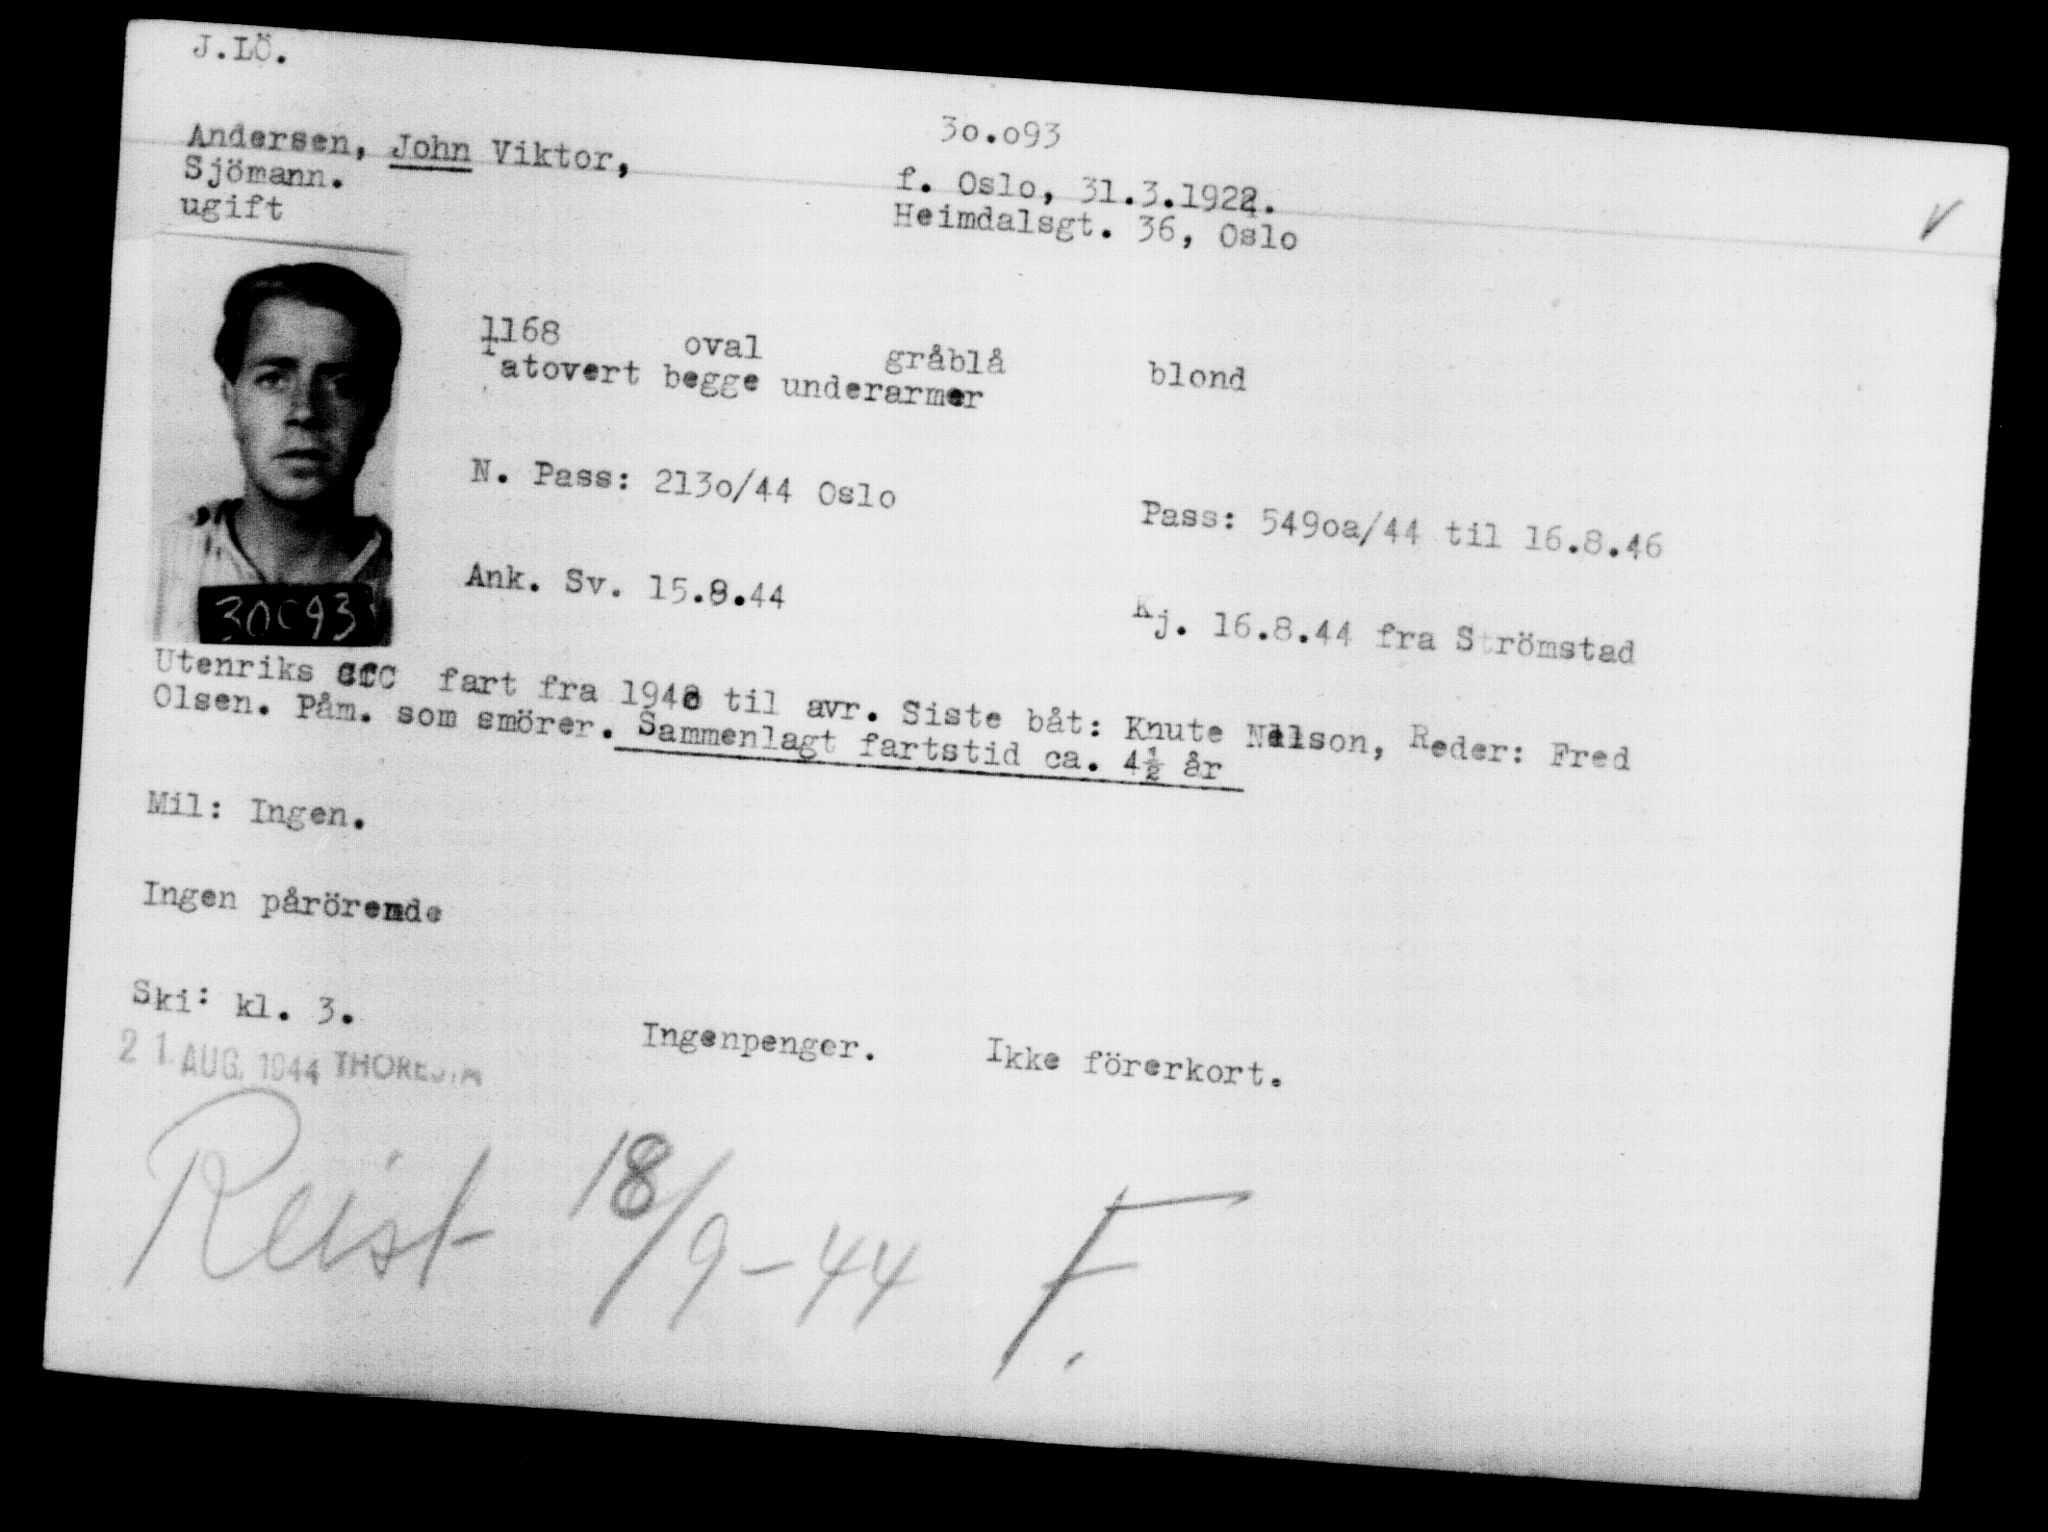 J.LÖ.
Andersen, John Viktor,
Sjömann.
ugift
30.093
f. Oslo, 31.3.1922.
Heimdalsgt. 36, Oslo
1168 oval gråblå blond
Tatovert begge underarmer
N. Pass: 2130/44 Oslo
Pass: 5490a/44 til 16.8.46
Ank. Sv. 15.8.44
Kj. 16.8.44 fra Strömstad
30093
Utenriks fart fra 1940 til avr. Siste båt: Knute Nelson, Reder: Fred
Olsen. Påm. som smörer. Sammenlagt fartstid ca. 4½ år
Mil: Ingen.
Ingen pårörende
Ski: kl. 3.
Ingenpenger. Ikke förerkort.
21. AUG. 1944
Reist 18/9-44 F.